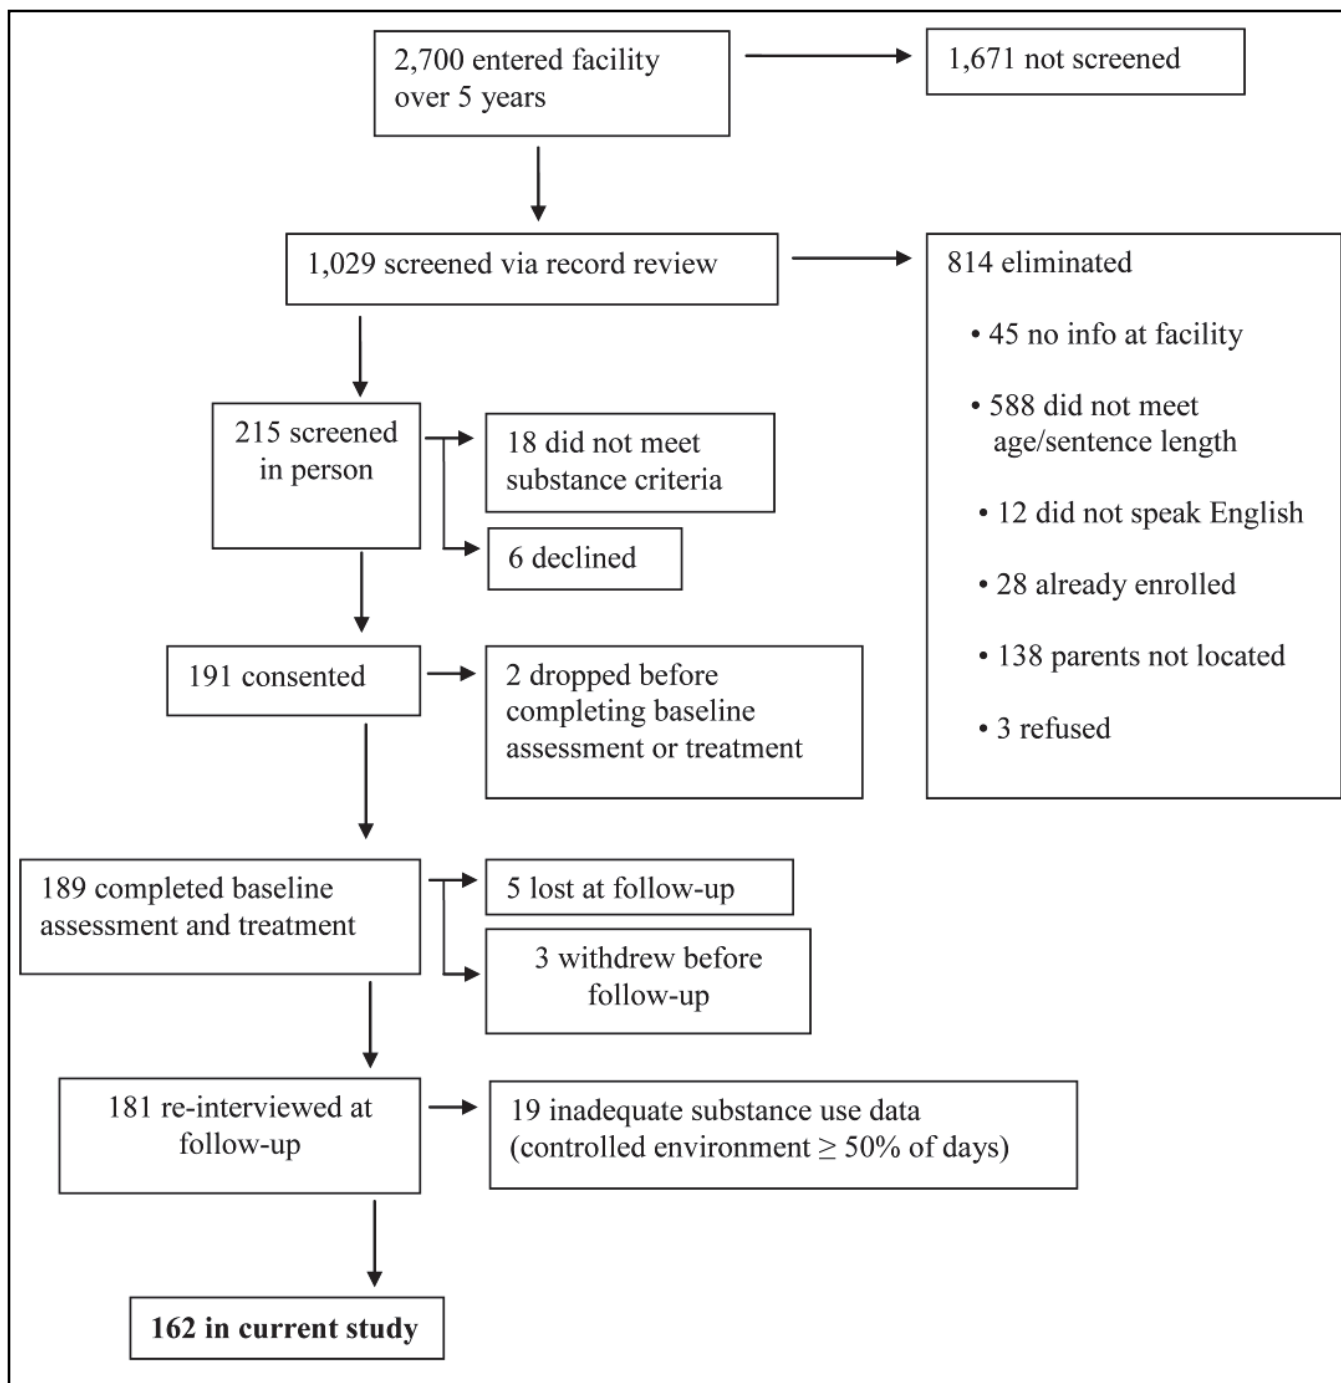 2,700 entered facility
over 5 years
1,671 not screened
1,029 screened via record review
814 eliminated
• 45 no info at facility
• 588 did not meet
age/sentence length
• 12 did not speak English
• 28 already enrolled
• 138 parents not located
• 3 refused
215 screened
in person
18 did not meet
substance criteria
6 declined
191 consented
2 dropped before
completing baseline
assessment or treatment
189 completed baseline
assessment and treatment
5 lost at follow-up
3 withdrew before
follow-up
181 re-interviewed at
follow-up
19 inadequate substance use data
(controlled environment ≥ 50% of days)
162 in current study